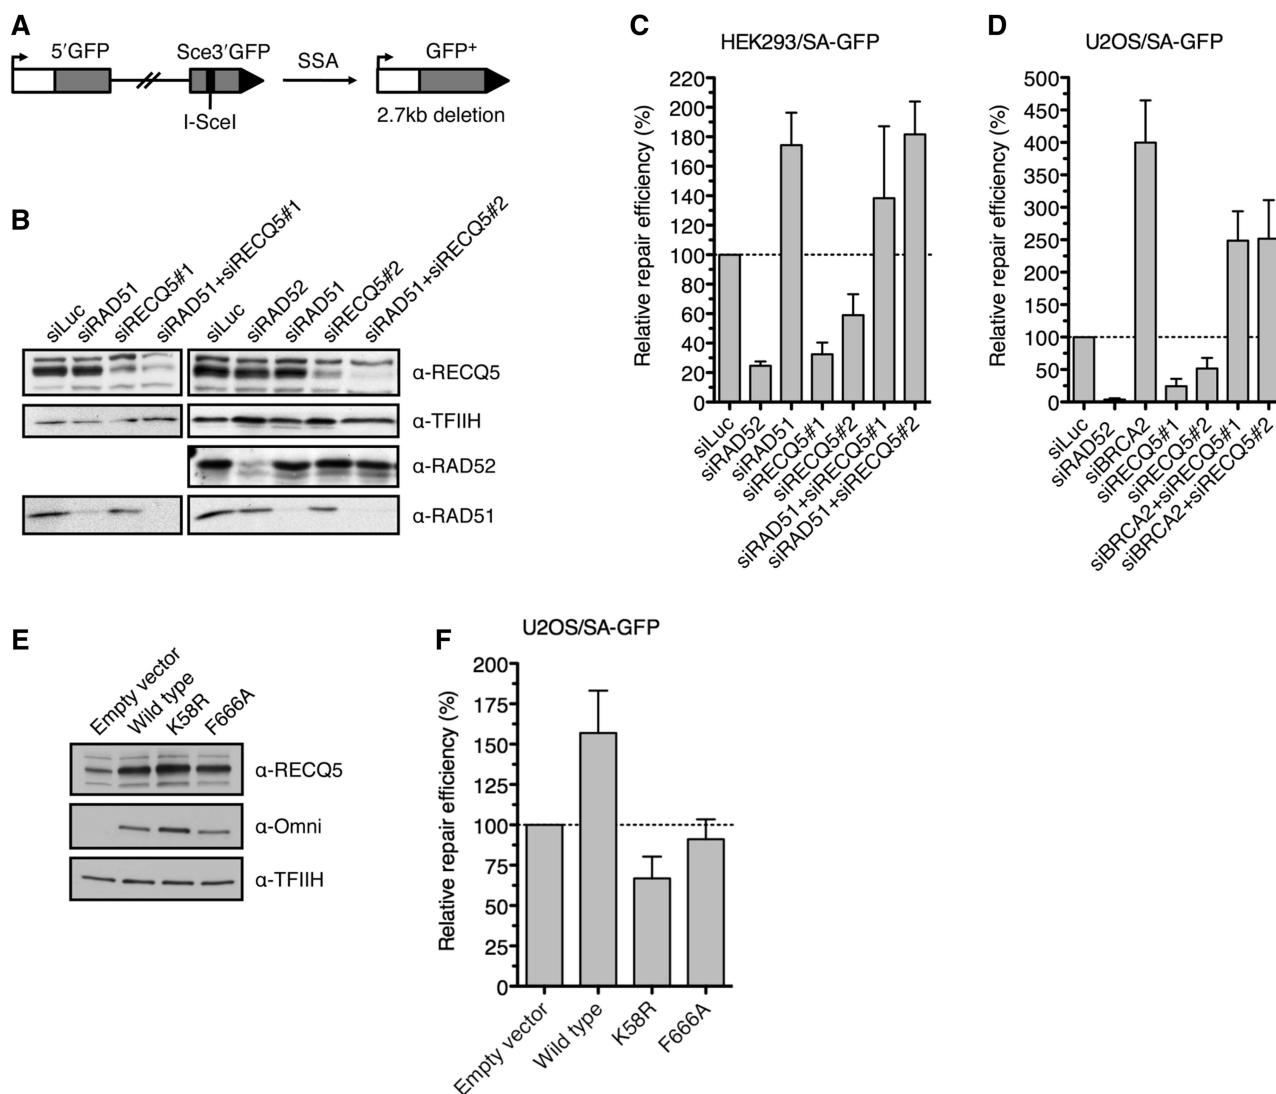 A
5′GFP
Sce3′GFP
I-SceI
SSA
GFP+
2.7kb deletion
B
siLuc
siRAD51
siRECQ5#1
siRAD51+siRECQ5#1
siLuc
siRAD52
siRAD51
siRECQ5#2
siRAD51+siRECQ5#2
α-RECQ5
α-TFIIH
α-RAD52
α-RAD51
C
HEK293/SA-GFP
Relative repair efficiency (%)
220
200
180
160
140
120
100
80
60
40
20
0
siLuc
siRAD52
siRAD51
siRECQ5#1
siRECQ5#2
siRAD51+siRECQ5#1
siRAD51+siRECQ5#2
D
U2OS/SA-GFP
Relative repair efficiency (%)
500
450
400
350
300
250
200
150
100
50
0
siLuc
siRAD52
siBRCA2
siRECQ5#1
siRECQ5#2
siBRCA2+siRECQ5#1
siBRCA2+siRECQ5#2
E
Empty vector
Wild type
K58R
F666A
α-RECQ5
α-Omni
α-TFIIH
F
U2OS/SA-GFP
Relative repair efficiency (%)
200
175
150
125
100
75
50
25
0
Empty vector
Wild type
K58R
F666A